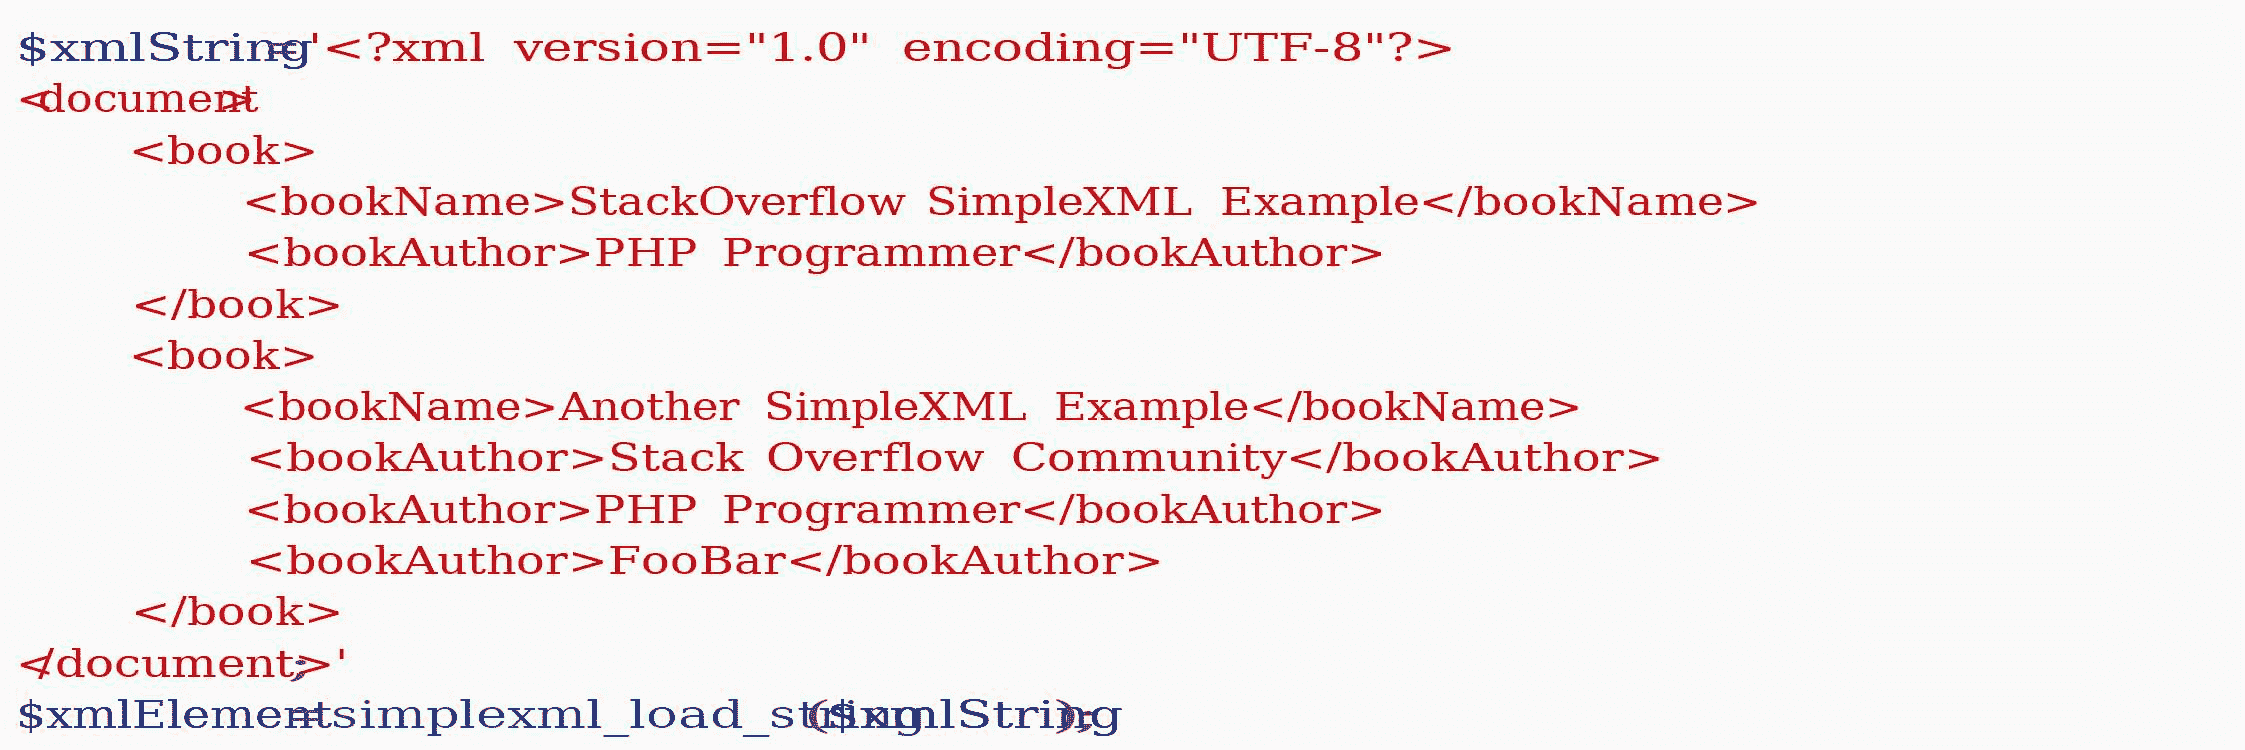 $xmlString='<?xml version="1.0" encoding="UTF-8"?>
<document>
<book>
<bookName>StackOverflow SimpleXML Example</bookName>
<bookAuthor>PHP Programmer</bookAuthor>
</book>
<book>
<bookName>Another SimpleXML Example</bookName>
<bookAuthor>Stack Overflow Community</bookAuthor>
<bookAuthor>PHP Programmer</bookAuthor>
<bookAuthor>FooBar</bookAuthor>
</book>
</document>';
$xmlElement=simplexml_load_string($xmlString);